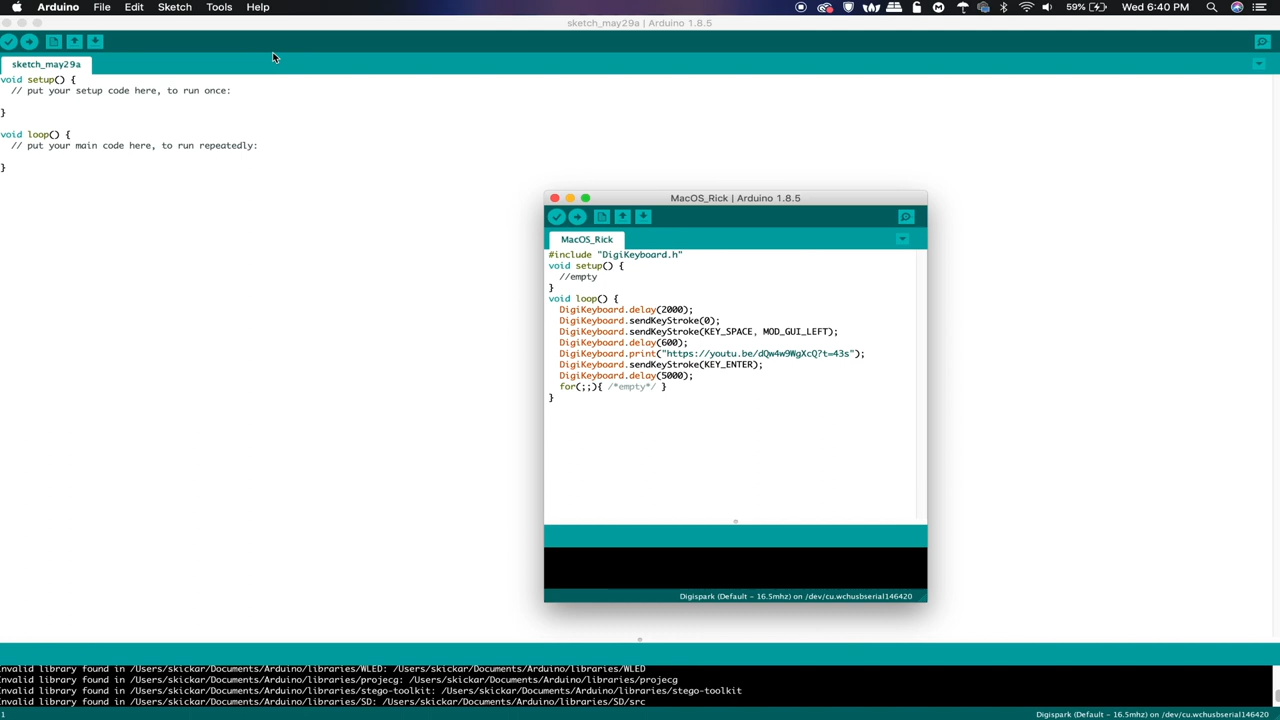 Arduino File Edit Sketch Tools Help 59% Wed 6:40 PM
sketch_may29a | Arduino 1.8.5
sketch_may29a
void setup() {
  // put your setup code here, to run once:
}
void loop() {
  // put your main code here, to run repeatedly:
}
MacOS_Rick | Arduino 1.8.5
MacOS_Rick
#include "DigiKeyboard.h"
void setup() {
  //empty
}
void loop() {
  DigiKeyboard.delay(2000);
  DigiKeyboard.sendKeyStroke(0);
  DigiKeyboard.sendKeyStroke(KEY_SPACE, MOD_GUI_LEFT);
  DigiKeyboard.delay(600);
  DigiKeyboard.print("https://youtu.be/dQw4w9WgXcQ?t=43s");
  DigiKeyboard.sendKeyStroke(KEY_ENTER);
  DigiKeyboard.delay(5000);
  for(;;){ /*empty*/ }
}
Digispark (Default - 16.5mhz) on /dev/cu.wchusbserial146420
Invalid library found in /Users/skickar/Documents/Arduino/libraries/WLED: /Users/skickar/Documents/Arduino/libraries/WLED
Invalid library found in /Users/skickar/Documents/Arduino/libraries/projecg: /Users/skickar/Documents/Arduino/libraries/projecg
Invalid library found in /Users/skickar/Documents/Arduino/libraries/stego-toolkit: /Users/skickar/Documents/Arduino/libraries/stego-toolkit
Invalid library found in /Users/skickar/Documents/Arduino/libraries/SD: /Users/skickar/Documents/Arduino/libraries/SD/src
1 Digispark (Default - 16.5mhz) on /dev/cu.wchusbserial146420